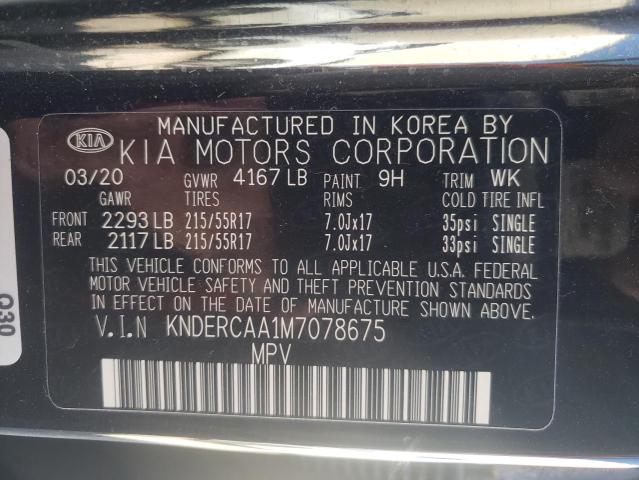 MANUFACTURED IN KOREA BY
KIA KIA MOTORS CORPORATION
03/20 GVWR 4167 LB PAINT 9H TRIM WK
GAWR TIRES RIMS COLD TIRE INFL
FRONT 2293 LB 215/55R17 7.0Jx17 35psi SINGLE
REAR 2117 LB 215/55R17 7.0Jx17 33psi SINGLE
THIS VEHICLE CONFORMS TO ALL APPLICABLE U.S.A. FEDERAL
MOTOR VEHICLE SAFETY AND THEFT PREVENTION STANDARDS
IN EFFECT ON THE DATE OF MANUFACTURE SHOWN ABOVE.
V.I.N KNDERCAA1M7078675
MPV
Q30